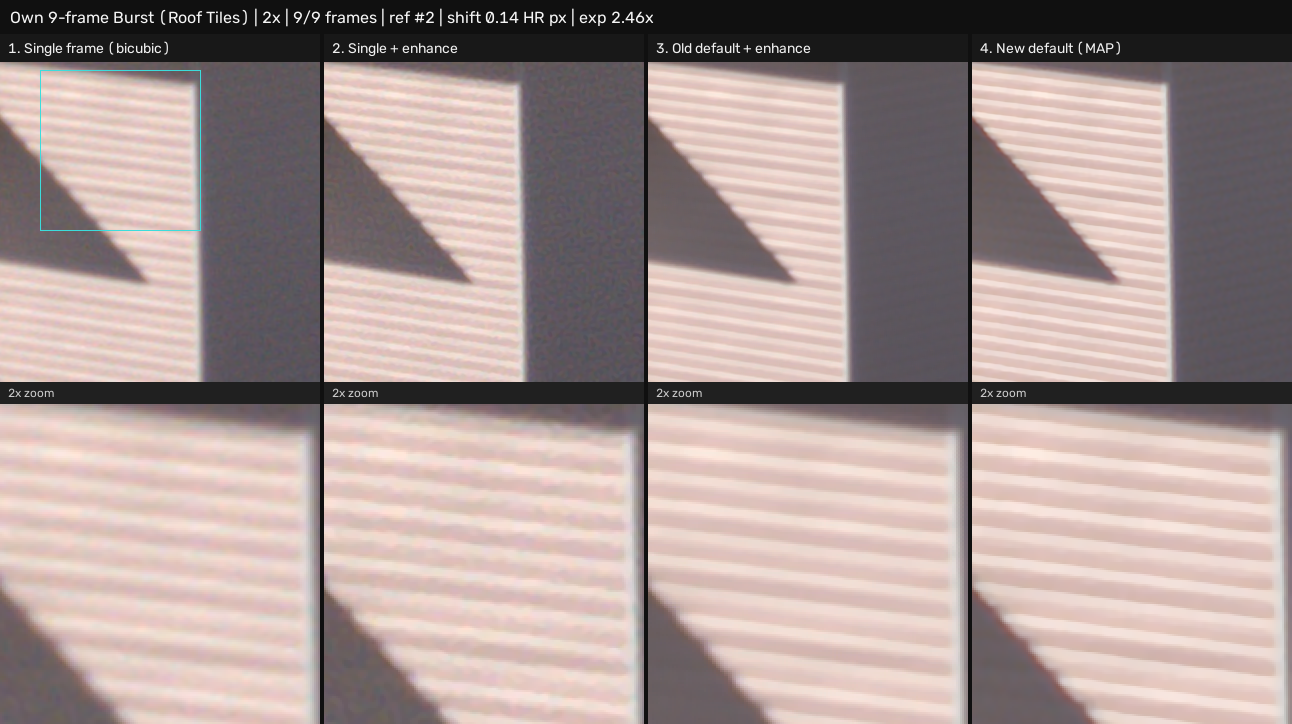 Own 9-frame Burst (Roof Tiles) | 2x | 9/9 frames | ref #2 | shift 0.14 HR px | exp 2.46x
1. Single frame (bicubic)
2. Single + enhance
3. Old default + enhance
4. New default (MAP)
2x zoom
2x zoom
2x zoom
2x zoom